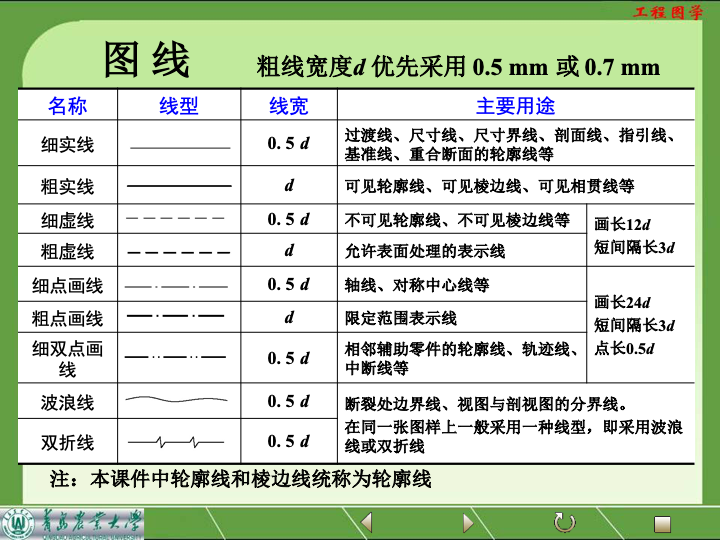 工程图学
图 线
粗线宽度d 优先采用 0.5 mm 或 0.7 mm
名称 线型 线宽 主要用途
细实线 0. 5 d 过渡线、尺寸线、尺寸界线、剖面线、指引线、
基准线、重合断面的轮廓线等
粗实线 d 可见轮廓线、可见棱边线、可见相贯线等
细虚线 0. 5 d 不可见轮廓线、不可见棱边线等
粗虚线 d 允许表面处理的表示线
画长12d
短间隔长3d
细点画线 0. 5 d 轴线、对称中心线等
粗点画线 d 限定范围表示线
细双点画
线
0. 5 d
相邻辅助零件的轮廓线、轨迹线、
中断线等
画长24d
短间隔长3d
点长0.5d
波浪线 0. 5 d
双折线 0. 5 d
断裂处边界线、视图与剖视图的分界线。
在同一张图样上一般采用一种线型，即采用波浪
线或双折线
注：本课件中轮廓线和棱边线统称为轮廓线
青岛农业大学